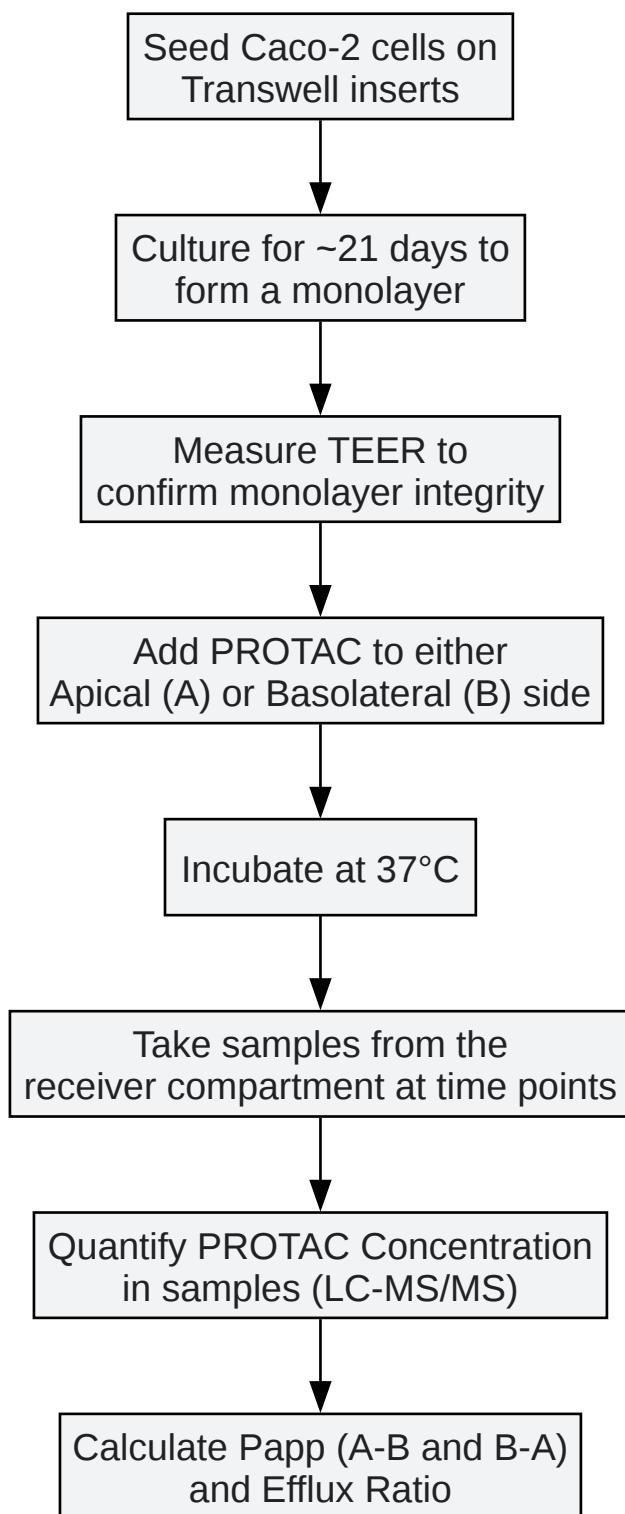 Seed Caco-2 cells on
Transwell inserts
Culture for ~21 days to
form a monolayer
Measure TEER to
confirm monolayer integrity
Add PROTAC to either
Apical (A) or Basolateral (B) side
Incubate at 37°C
Take samples from the
receiver compartment at time points
Quantify PROTAC Concentration
in samples (LC-MS/MS)
Calculate Papp (A-B and B-A)
and Efflux Ratio